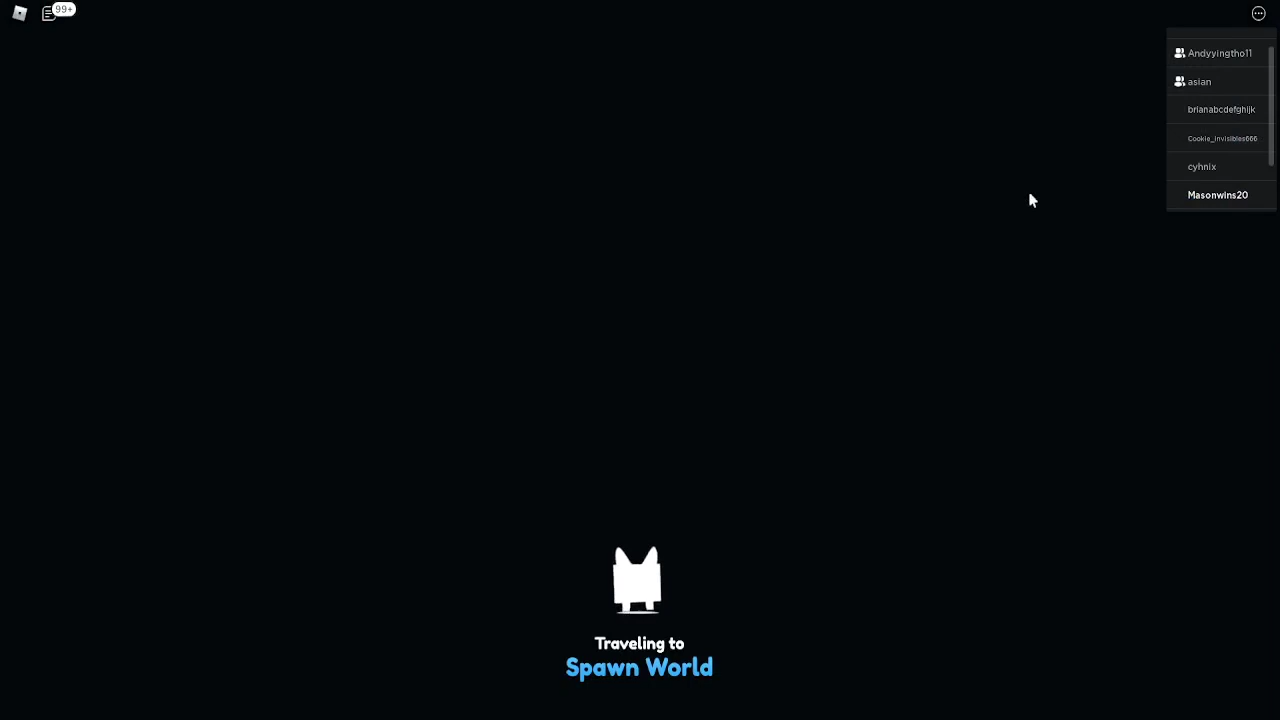 99+
Andyyingtho11
asian
brianabcdefghijk
Cookie_invisibles666
cyhnix
Masonwins20
Traveling to
Spawn World